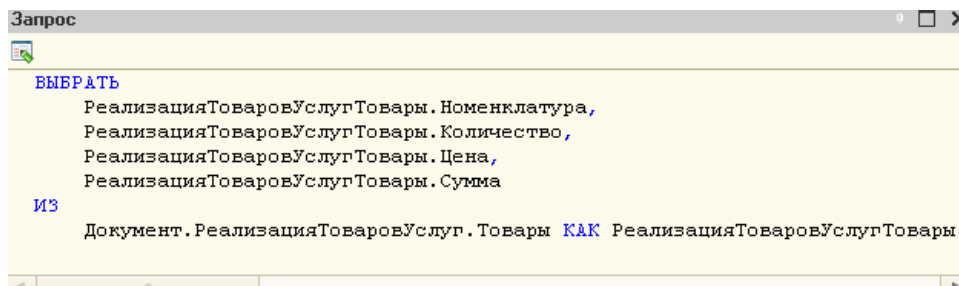 Запрос
ВЫБРАТЬ
РеализацияТоваровУслугТовары.Номенклатура,
РеализацияТоваровУслугТовары.Количество,
РеализацияТоваровУслугТовары.Цена,
РеализацияТоваровУслугТовары.Сумма
ИЗ
Документ.РеализацияТоваровУслуг.Товары КАК РеализацияТоваровУслугТовары